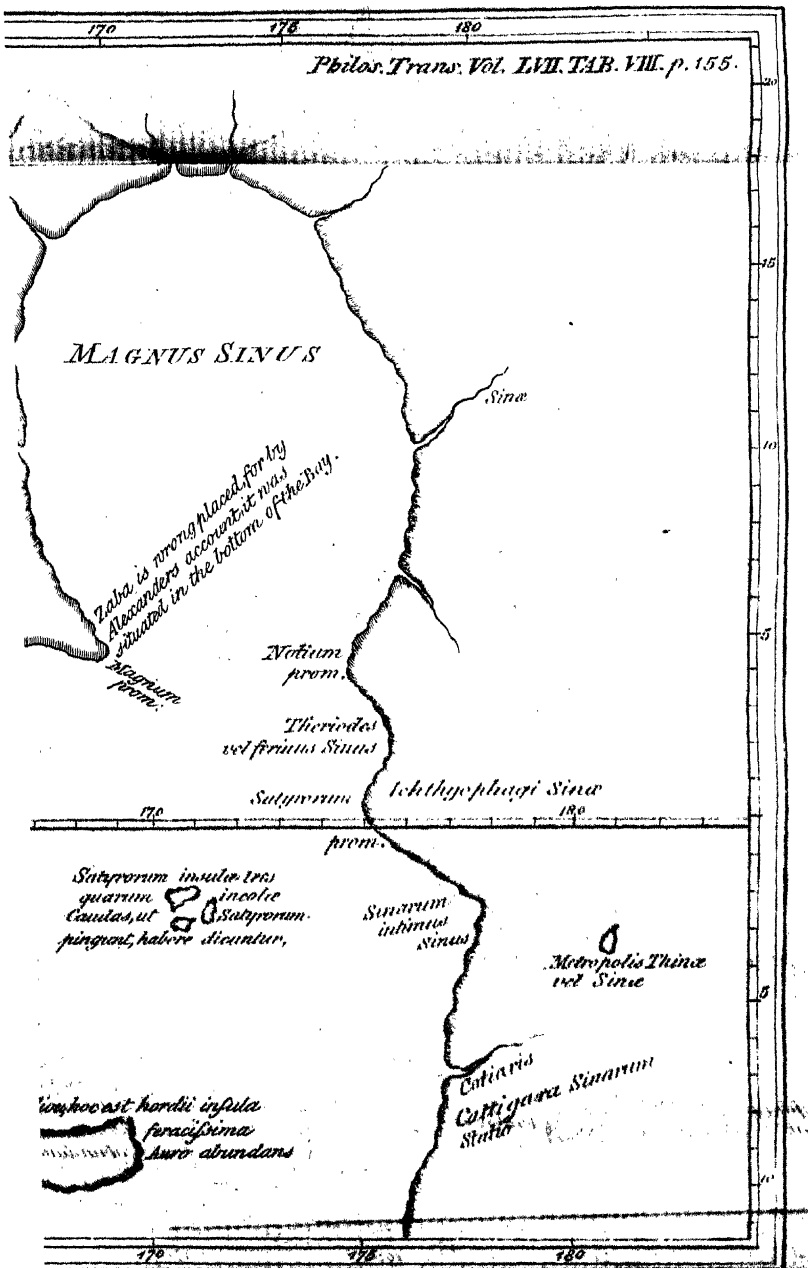 170 175 180
Philos. Trans. Vol. LVII. TAB. VIII. p. 155.
20
15
MAGNUS SINUS
Sinæ
10
Zaba is wrong placed, for by
Alexanders account, it was
situated in the bottom of the Bay.
5
Magnum
prom.
Notium
prom.
Theriodes
vel ferinus Sinus
Satyrorum
Ichthyophagi Sinæ
170 180
prom.
Satyrorum insulæ tres
quarum incolæ
Caudas, ut Satyrorum
pingunt, habere dicuntur,
Sinarum
intimus
Sinus
Metropolis Thinæ
vel Sinæ
5
Cotiaris
Cattigara Sinarum
Statio
hoc est hordii insula
feracissima
Auro abundans
10
170 175 180